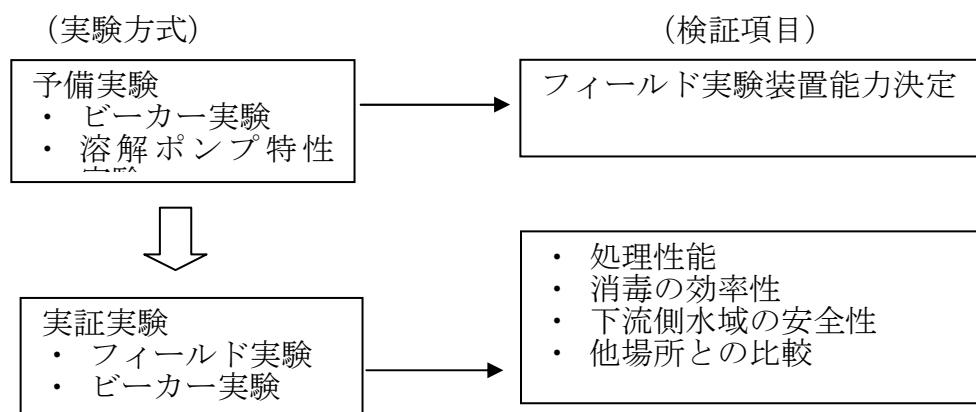 （実験方式）
（検証項目）
予備実験
・ ビーカー実験
・ 溶解ポンプ特性
フィールド実験装置能力決定
実証実験
・ フィールド実験
・ ビーカー実験
・ 処理性能
・ 消毒の効率性
・ 下流側水域の安全性
・ 他場所との比較